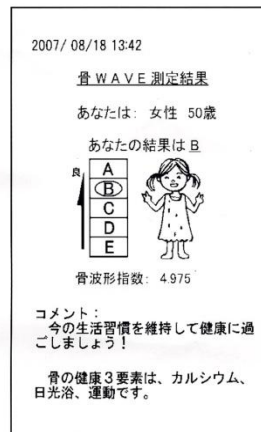 2007/ 08/18 13:42
骨ＷＡＶＥ測定結果
あなたは: 女性 50歳
あなたの結果は B
良
A
B
C
D
E
骨波形指数: 4.975
コメント：
今の生活習慣を維持して健康に過
ごしましょう！
骨の健康３要素は、カルシウム、
日光浴、運動です。